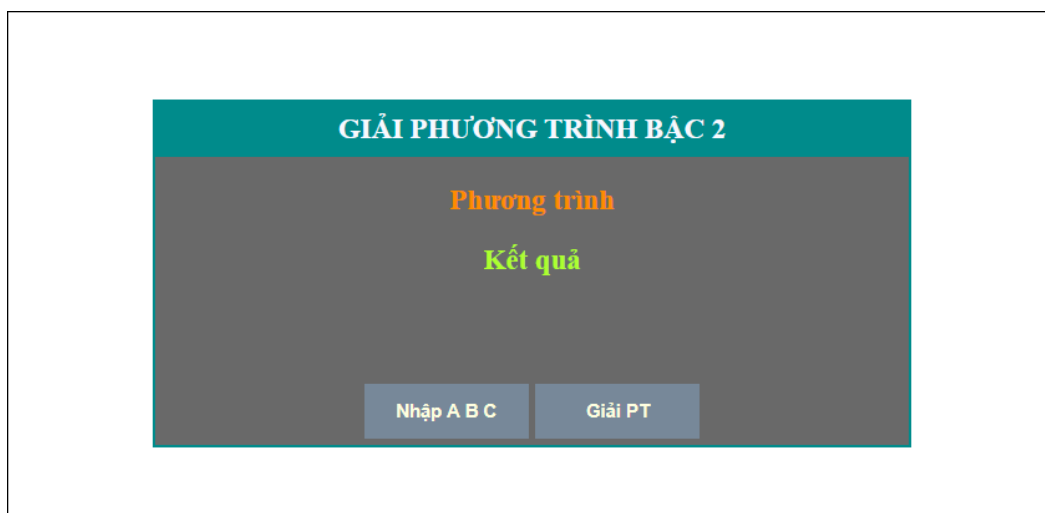 GIẢI PHƯƠNG TRÌNH BẬC 2
Phương trình
Kết quả
Nhập A B C Giải PT